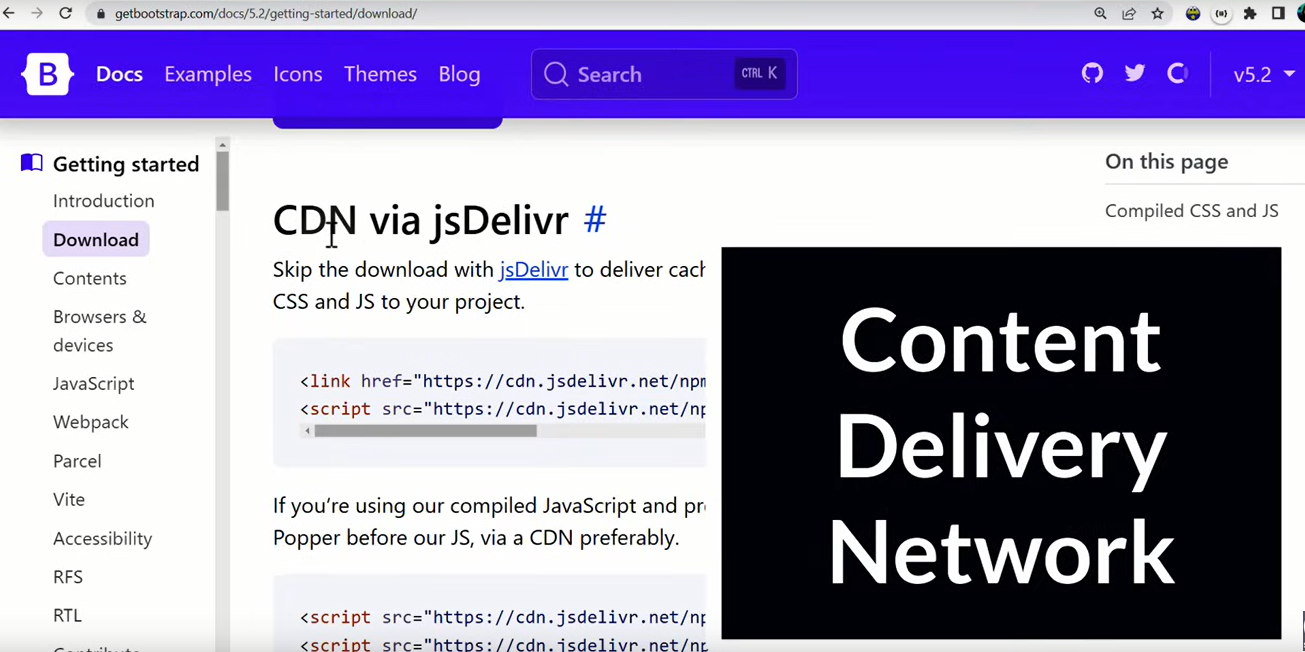 getbootstrap.com/docs/5.2/getting-started/download/
B Docs Examples Icons Themes Blog Search CTRL K v5.2
Getting started
Introduction
Download
Contents
Browsers &
devices
JavaScript
Webpack
Parcel
Vite
Accessibility
RFS
RTL
CDN via jsDelivr #
Skip the download with jsDelivr to deliver cach
CSS and JS to your project.
<link href="https://cdn.jsdelivr.net/npm
<script src="https://cdn.jsdelivr.net/np
If you’re using our compiled JavaScript and pr
Popper before our JS, via a CDN preferably.
<script src="https://cdn.jsdelivr.net/np
<script src="https://cdn.jsdelivr.net/np
On this page
Compiled CSS and JS
Content
Delivery
Network